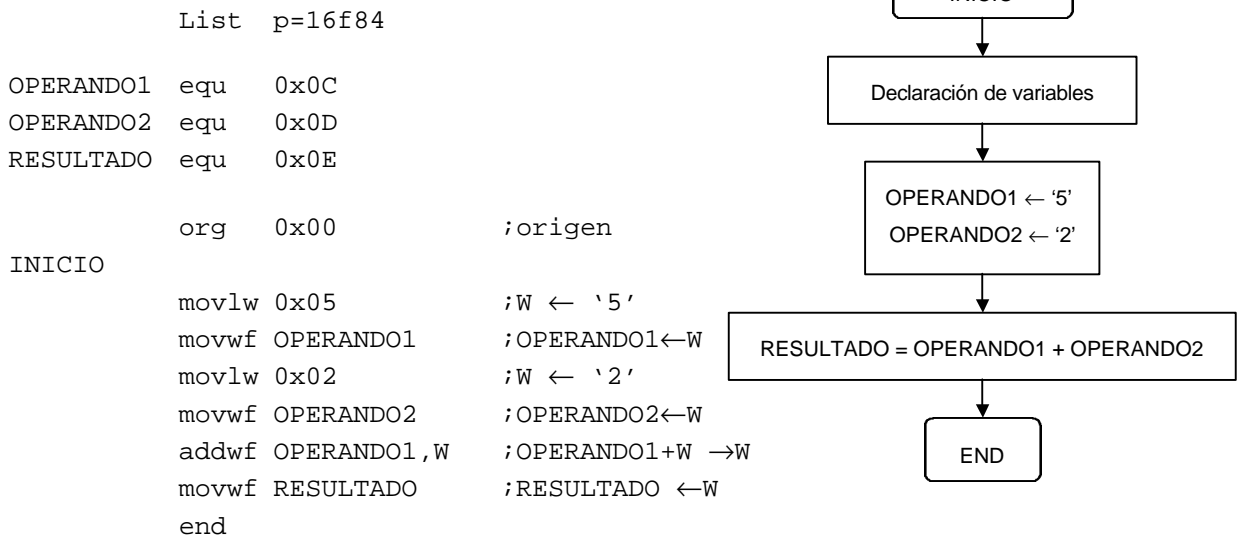 List p=16f84
OPERANDO1 equ 0x0C
OPERANDO2 equ 0x0D
RESULTADO equ 0x0E
org 0x00 ;origen
INICIO
movlw 0x05 ;W ← ‘5’
movwf OPERANDO1 ;OPERANDO1←W
movlw 0x02 ;W ← ‘2’
movwf OPERANDO2 ;OPERANDO2←W
addwf OPERANDO1,W ;OPERANDO1+W →W
movwf RESULTADO ;RESULTADO ←W
end
Declaración de variables
OPERANDO1 ← ‘5’
OPERANDO2 ← ‘2’
RESULTADO = OPERANDO1 + OPERANDO2
END